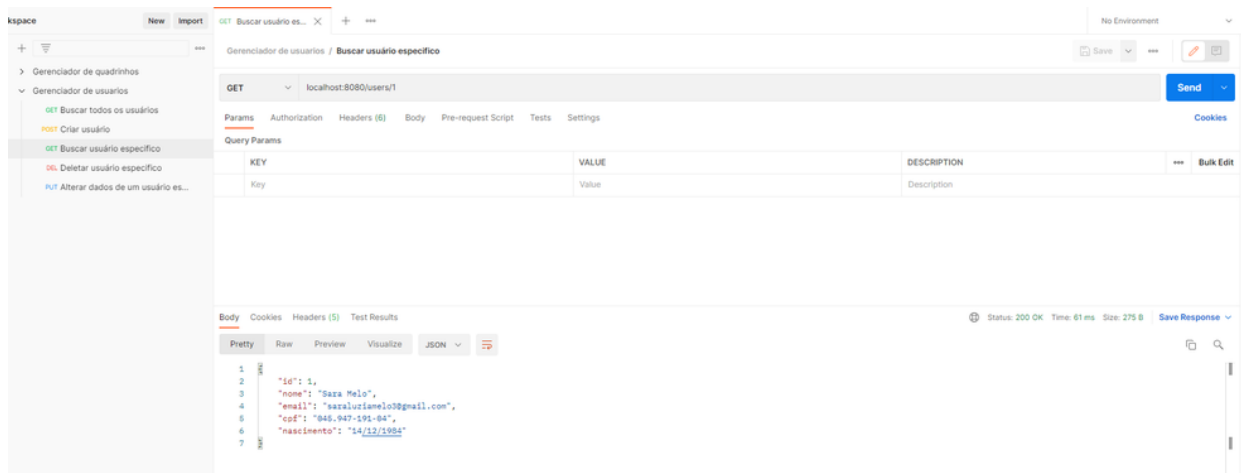 kspace New Import GET Buscar usuário es... No Environment
Gerenciador de usuarios / Buscar usuário especifico Save
Gerenciador de quadrinhos
Gerenciador de usuarios
GET localhost:8080/users/1 Send
GET Buscar todos os usuários
POST Criar usuário
GET Buscar usuário especifico
DEL Deletar usuário especifico
PUT Alterar dados de um usuário es...
Params Authorization Headers (6) Body Pre-request Script Tests Settings Cookies
Query Params
KEY VALUE DESCRIPTION Bulk Edit
Key Value Description
Body Cookies Headers (5) Test Results Status: 200 OK Time: 61 ms Size: 275 B Save Response
Pretty Raw Preview Visualize JSON
1
2 "id": 1,
3 "nome": "Sara Melo",
4 "email": "saraluziamelo3@gmail.com",
5 "cpf": "045.947-191-04",
6 "nascimento": "14/12/1984"
7